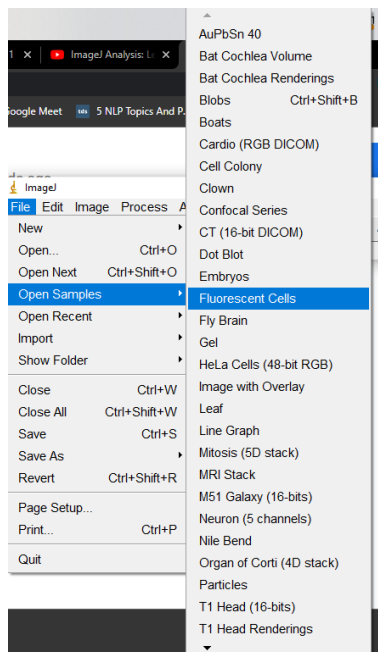 1 ImageJ Analysis: L
Google Meet tds 5 NLP Topics And P
days ago
ImageJ
File Edit Image Process A
New
Open... Ctrl+O
Open Next Ctrl+Shift+O
Open Samples
Open Recent
Import
Show Folder
Close Ctrl+W
Close All Ctrl+Shift+W
Save Ctrl+S
Save As
Revert Ctrl+Shift+R
Page Setup...
Print... Ctrl+P
Quit
AuPbSn 40
Bat Cochlea Volume
Bat Cochlea Renderings
Blobs Ctrl+Shift+B
Boats
Cardio (RGB DICOM)
Cell Colony
Clown
Confocal Series
CT (16-bit DICOM)
Dot Blot
Embryos
Fluorescent Cells
Fly Brain
Gel
HeLa Cells (48-bit RGB)
Image with Overlay
Leaf
Line Graph
Mitosis (5D stack)
MRI Stack
M51 Galaxy (16-bits)
Neuron (5 channels)
Nile Bend
Organ of Corti (4D stack)
Particles
T1 Head (16-bits)
T1 Head Renderings